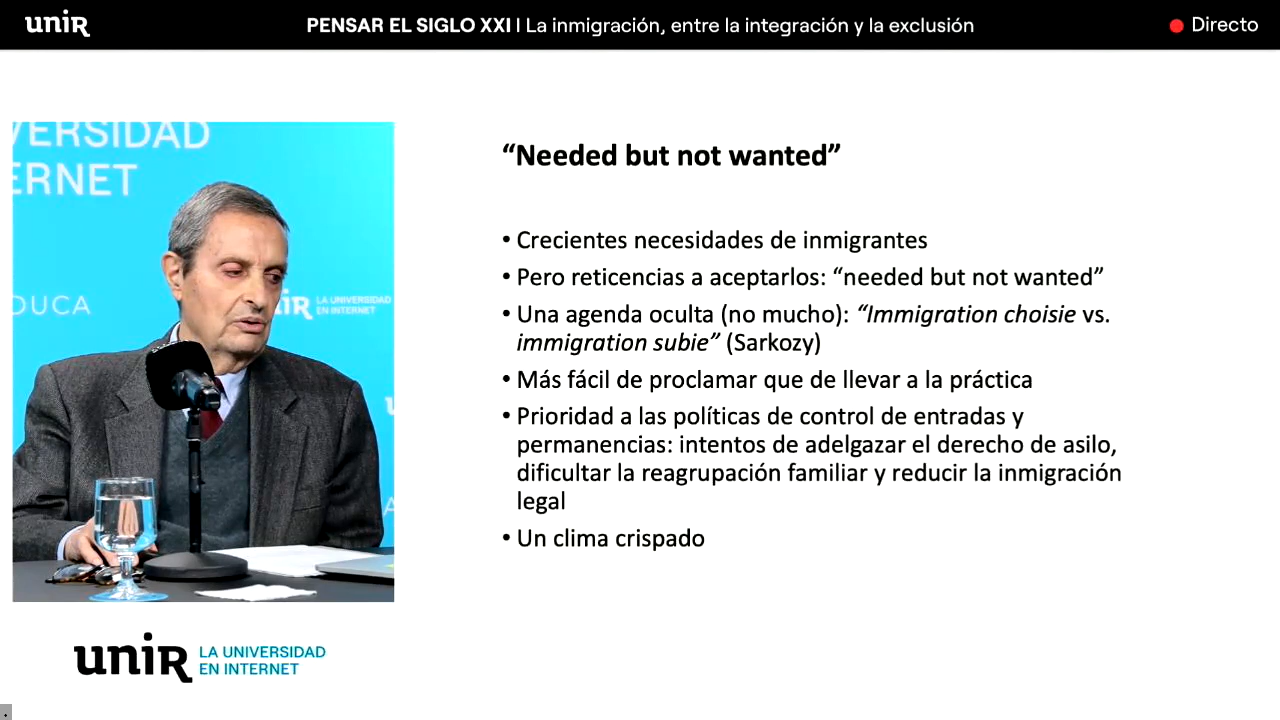 unir
PENSAR EL SIGLO XXI | La inmigración, entre la integración y la exclusión
Directo
VERSIDAD
ERNET
DUCA
LA UNIVERSIDAD
EN INTERNET
“Needed but not wanted”
• Crecientes necesidades de inmigrantes
• Pero reticencias a aceptarlos: “needed but not wanted”
• Una agenda oculta (no mucho): “Immigration choisie vs.
immigration subie” (Sarkozy)
• Más fácil de proclamar que de llevar a la práctica
• Prioridad a las políticas de control de entradas y
permanencias: intentos de adelgazar el derecho de asilo,
dificultar la reagrupación familiar y reducir la inmigración
legal
• Un clima crispado
unir
LA UNIVERSIDAD
EN INTERNET